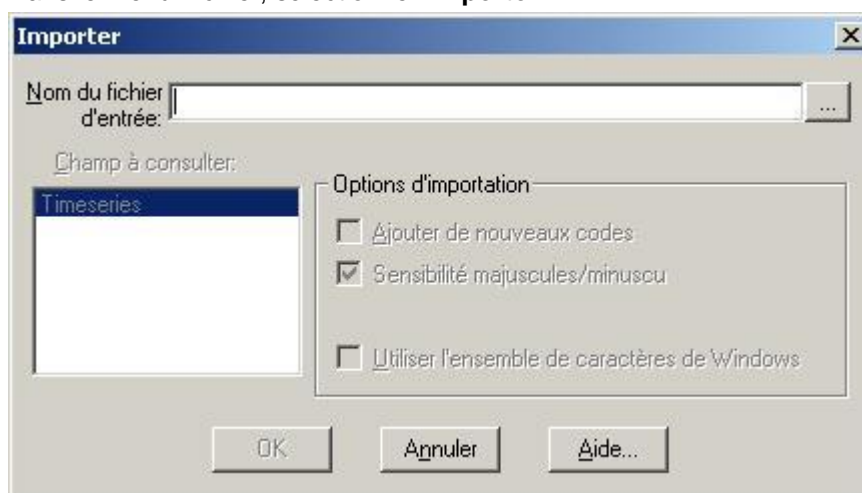 Importer
Nom du fichier
d'entrée:
...
Champ à consulter:
Timeseries
Options d'importation
Ajouter de nouveaux codes
Sensibilité majuscules/minuscu
Utiliser l'ensemble de caractères de Windows
OK
Annuler
Aide...